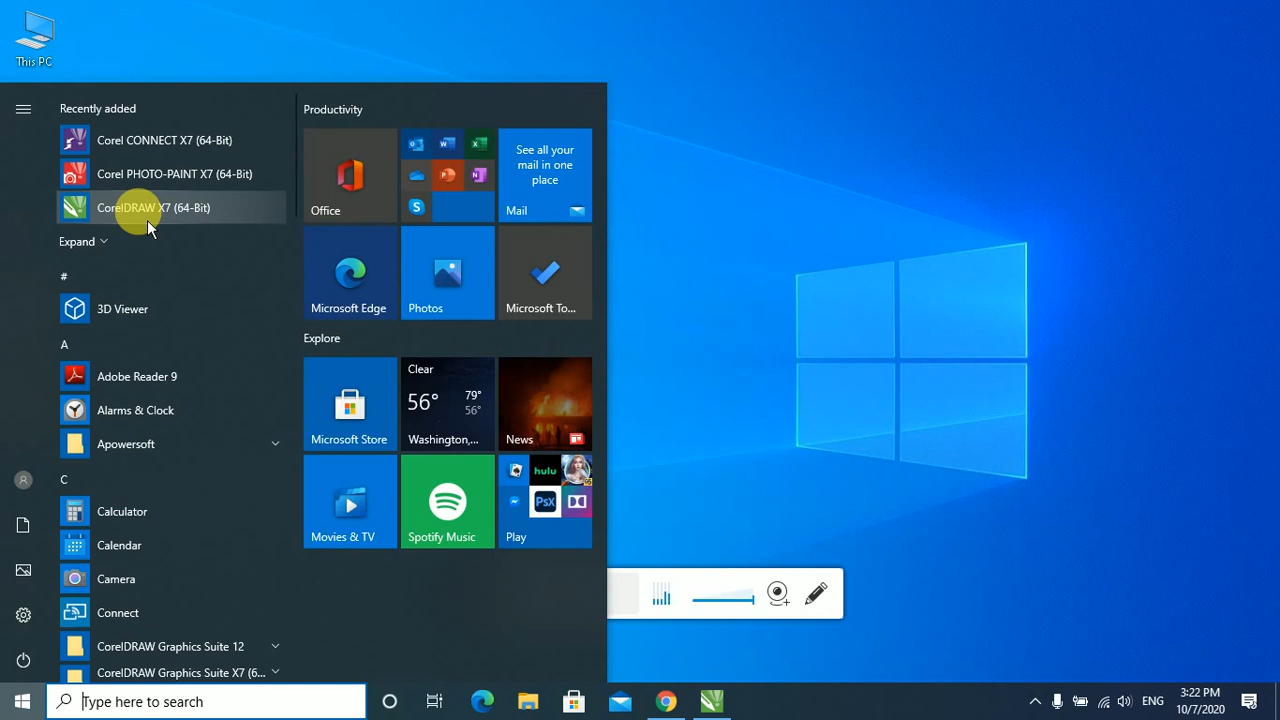 This PC
Recently added
Corel CONNECT X7 (64-Bit)
Corel PHOTO-PAINT X7 (64-Bit)
CorelDRAW X7 (64-Bit)
Expand
#
3D Viewer
A
Adobe Reader 9
Alarms & Clock
Apowersoft
C
Calculator
Calendar
Camera
Connect
CorelDRAW Graphics Suite 12
CorelDRAW Graphics Suite X7 (6...
Productivity
Office
See all your
mail in one
place
Mail
Microsoft Edge
Photos
Microsoft To...
Explore
Microsoft Store
Clear
56°
79°
56°
Washington,...
News
Movies & TV
Spotify Music
hulu
PsX
Play
Type here to search
ENG
3:22 PM
10/7/2020